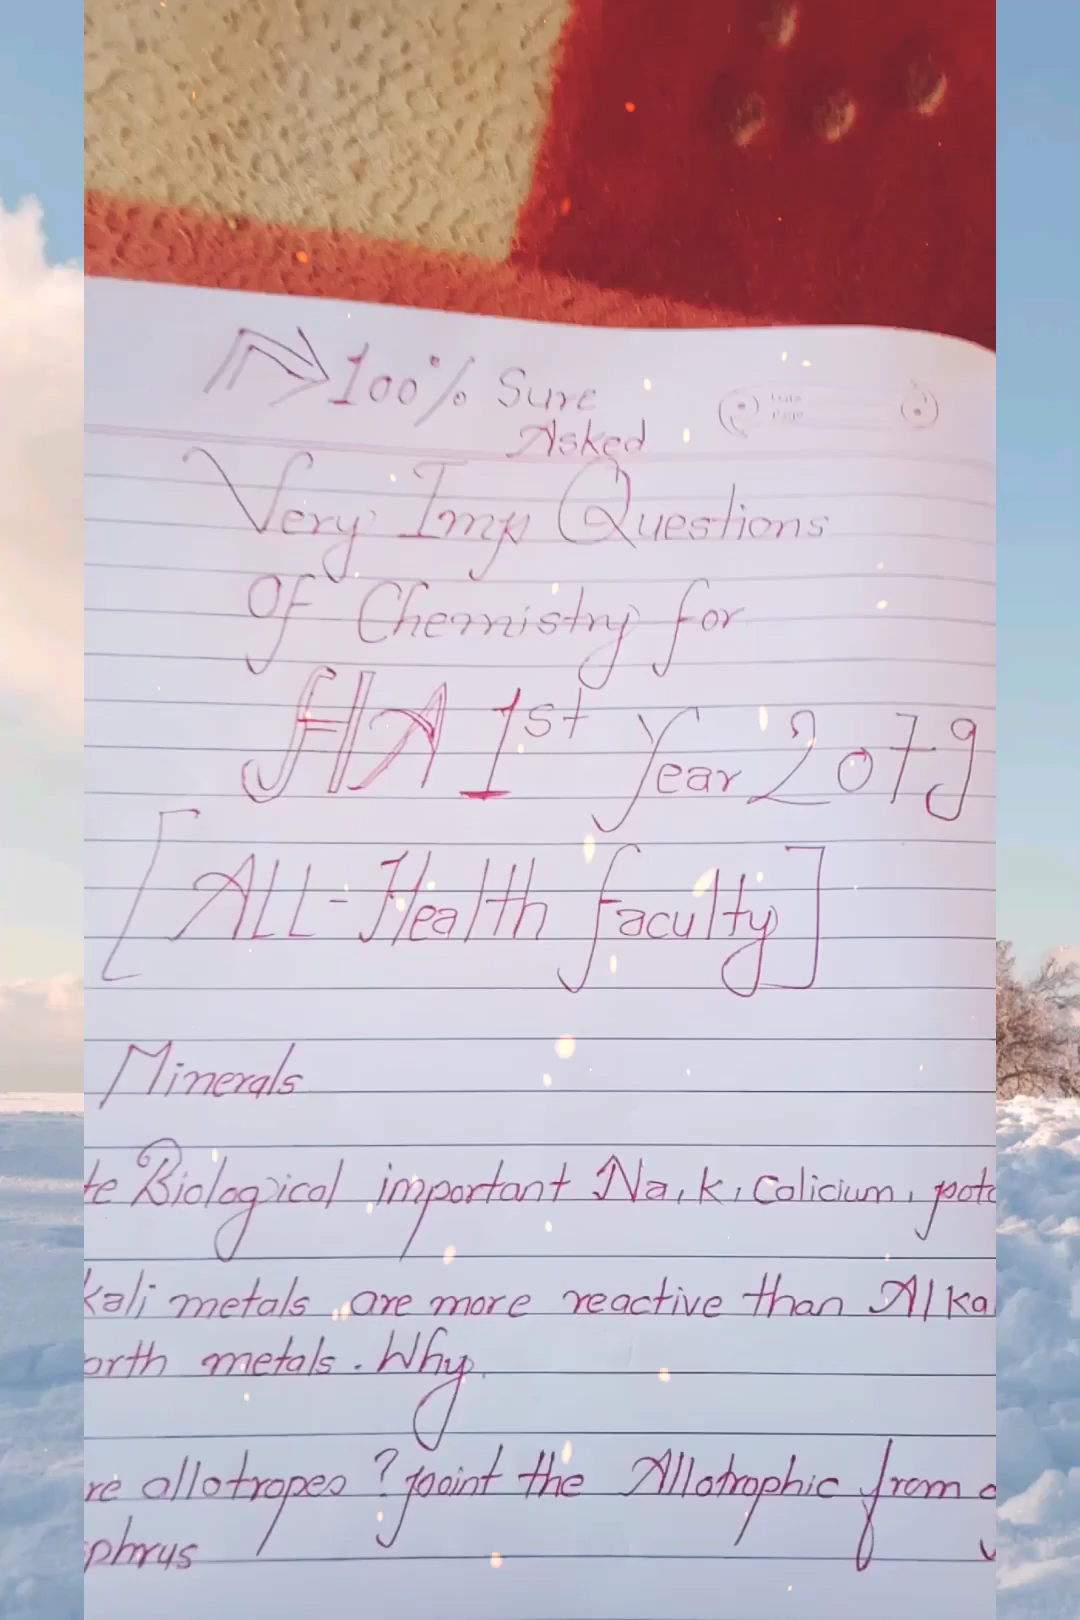 100% Sure
Asked
Very Imp Questions
Of Chemistry for
HA 1st Year 2079
[ALL-Health faculty]
Minerals
te Biological important Na, K, Calicium, pota
kali metals are more reactive than Alka
orth metals. Why
re allotropes? point the Allotrophic from o
phrus